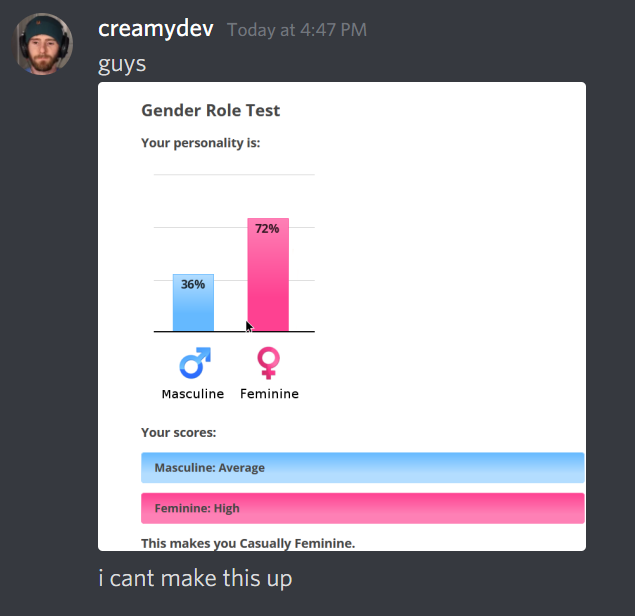 creamydev Today at 4:47 PM
guys
Gender Role Test
Your personality is:
72%
36%
Masculine Feminine
Your scores:
Masculine: Average
Feminine: High
This makes you Casually Feminine.
i cant make this up